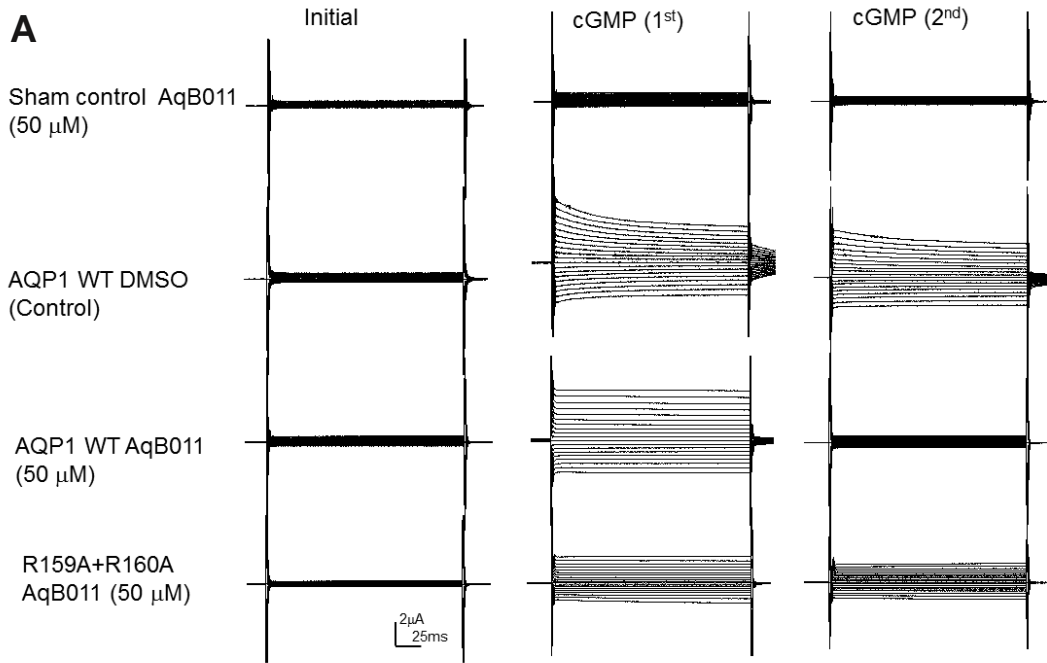 A
Initial
cGMP (1st)
cGMP (2nd)
Sham control AqB011
(50 μM)
AQP1 WT DMSO
(Control)
AQP1 WT AqB011
(50 μM)
R159A+R160A
AqB011 (50 μM)
2μA
25ms